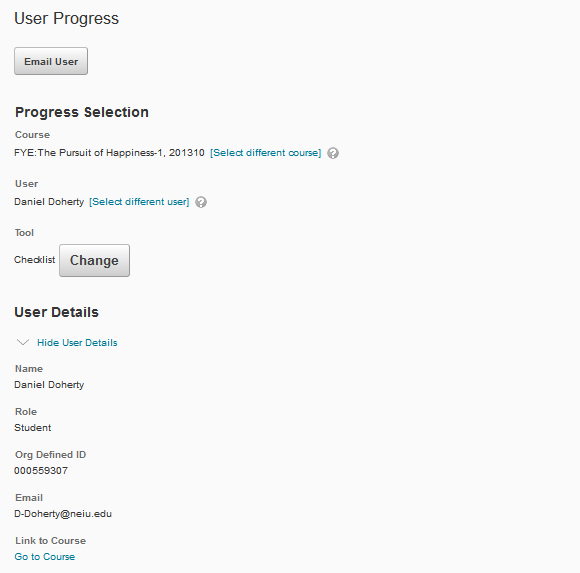 User Progress
Email User
Progress Selection
Course
FYE:The Pursuit of Happiness-1, 201310 [Select different course] ?
User
Daniel Doherty [Select different user] ?
Tool
Checklist Change
User Details
Hide User Details
Name
Daniel Doherty
Role
Student
Org Defined ID
000559307
Email
D-Doherty@neiu.edu
Link to Course
Go to Course